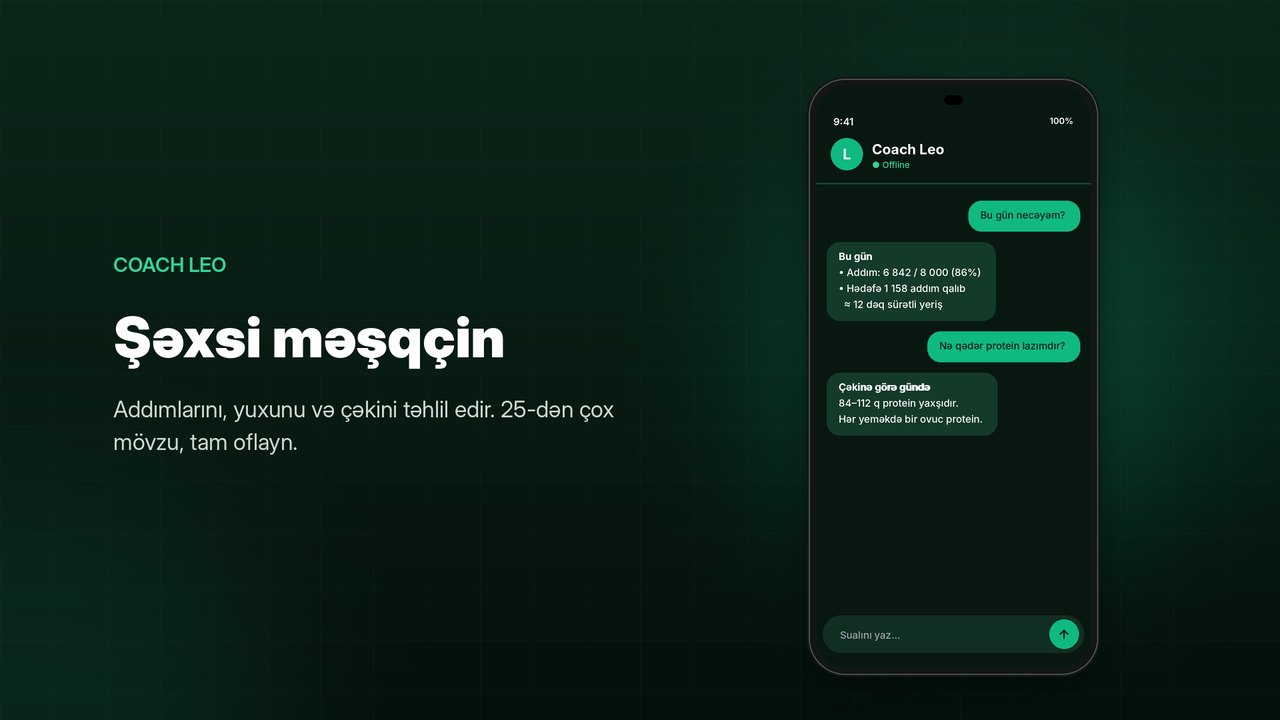 COACH LEO
Şəxsi məşqçin
Addımlarını, yuxunu və çəkini təhlil edir. 25-dən çox
mövzu, tam oflayn.
9:41
100%
L
Coach Leo
Offline
Bu gün necəyəm?
Bu gün
• Addım: 6 842 / 8 000 (86%)
• Hədəfə 1 158 addım qalıb
≈ 12 dəq sürətli yeriş
Nə qədər protein lazımdır?
Çəkinə görə gündə
84–112 q protein yaxşıdır.
Hər yeməkdə bir ovuc protein.
Sualını yaz...